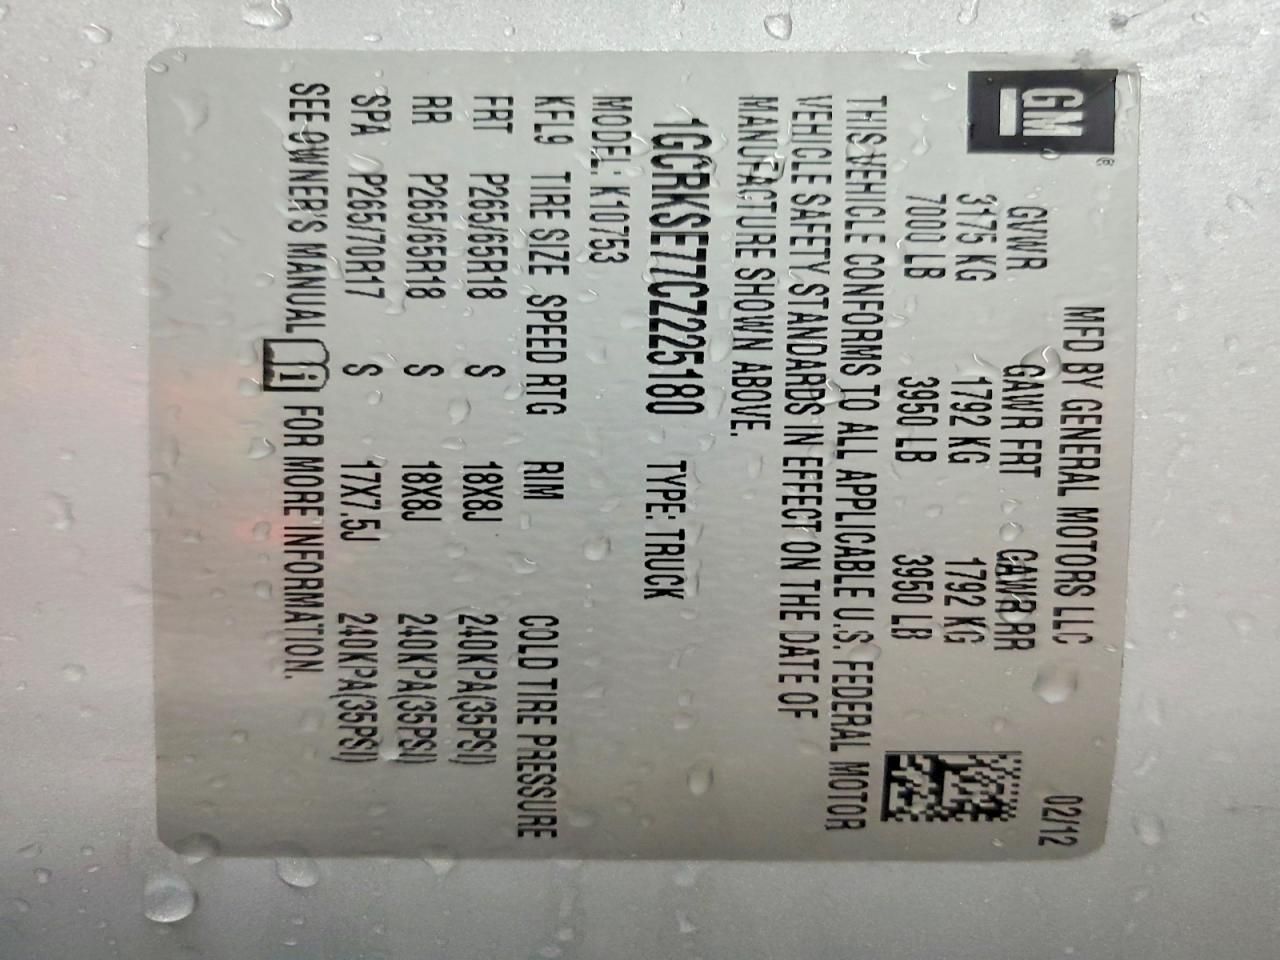 GM®
MFD BY GENERAL MOTORS LLC 02/12
GVWR GAWR FRT GAWR RR
3175 KG 1792 KG 1792 KG
7000 LB 3950 LB 3950 LB
THIS VEHICLE CONFORMS TO ALL APPLICABLE U.S. FEDERAL MOTOR
VEHICLE SAFETY STANDARDS IN EFFECT ON THE DATE OF
MANUFACTURE SHOWN ABOVE.
1GCRKSE77CZ225180 TYPE: TRUCK
MODEL: K10753
KFL9 TIRE SIZE SPEED RTG RIM COLD TIRE PRESSURE
FRT P265/65R18 S 18X8J 240KPA(35PSI)
RR P265/65R18 S 18X8J 240KPA(35PSI)
SPA P265/70R17 S 17X7.5J 240KPA(35PSI)
SEE OWNER'S MANUAL i FOR MORE INFORMATION.